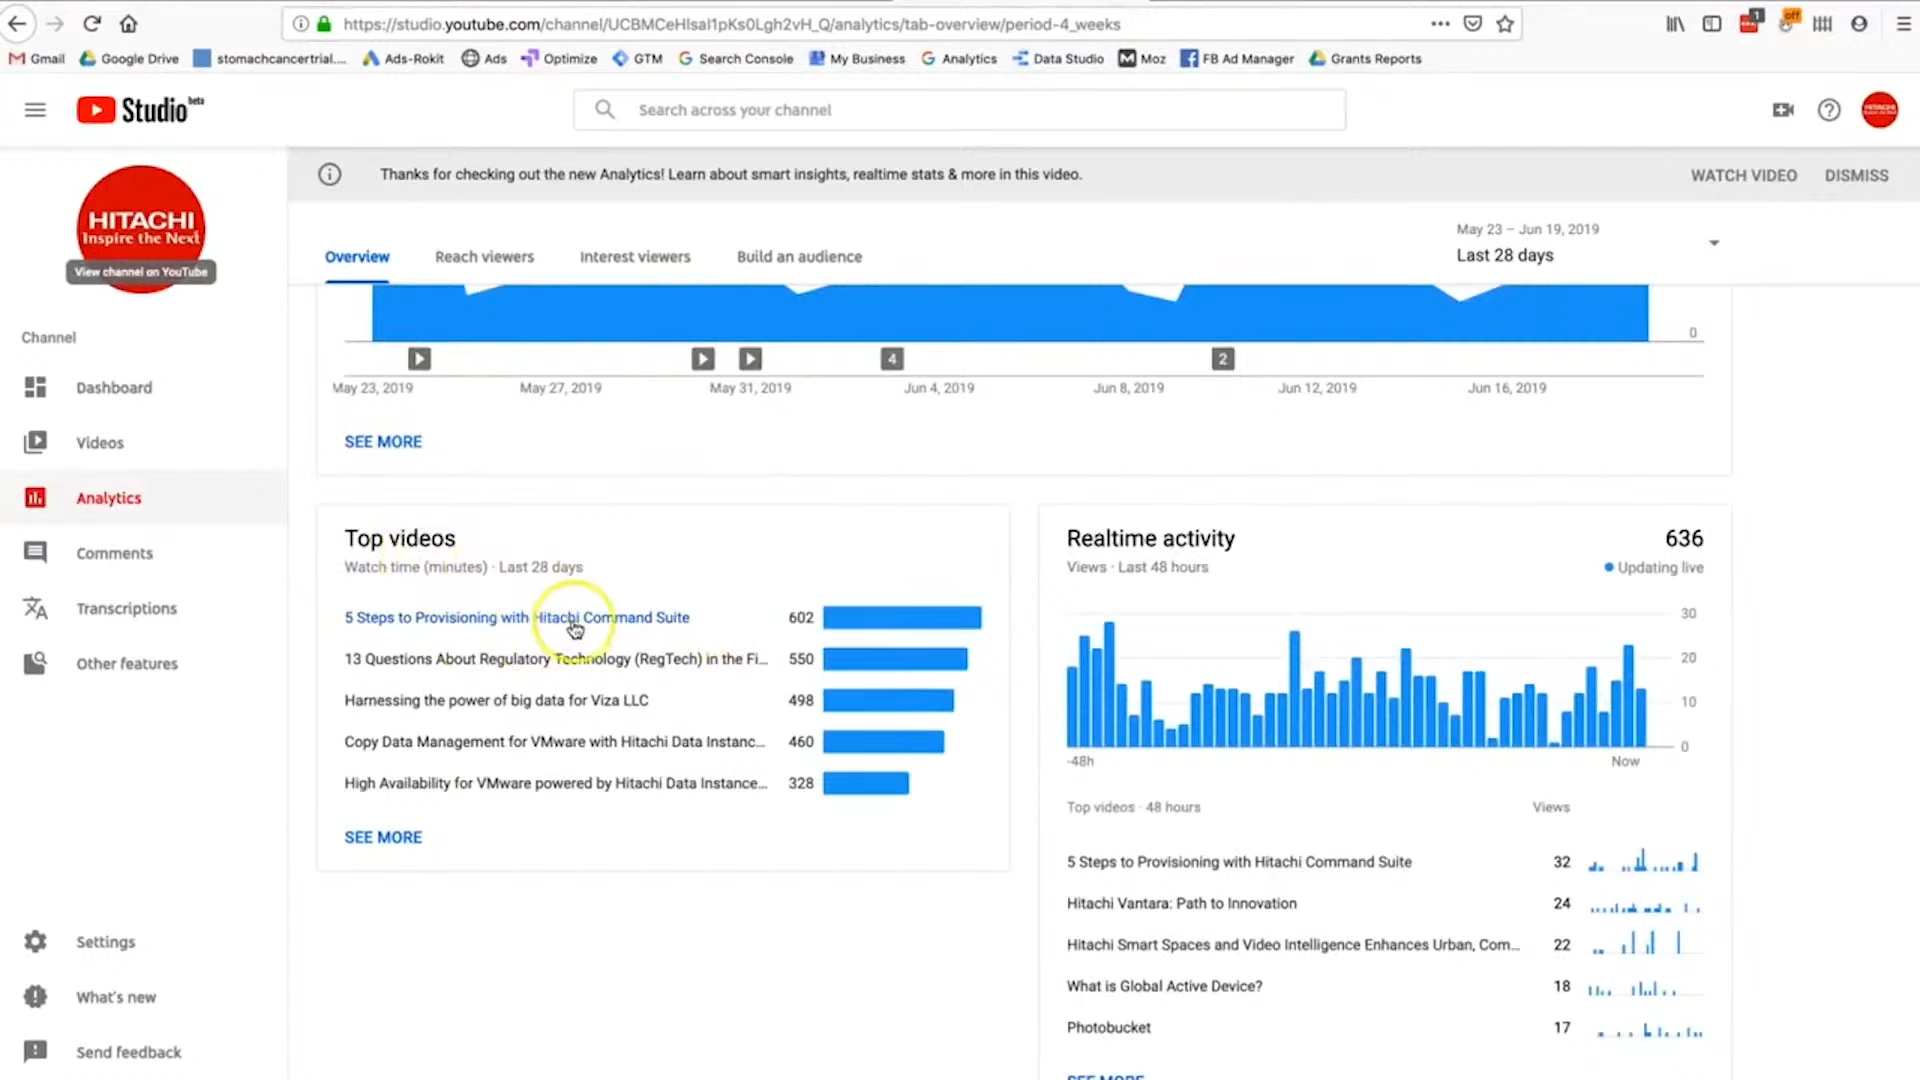 https://studio.youtube.com/channel/UCBMCeHlsal1pKs0Lgh2vH_Q/analytics/tab-overview/period-4_weeks
1
off
Gmail
Google Drive
stomachcancertrial....
Ads-Rokit
Ads
Optimize
GTM
Search Console
My Business
Analytics
Data Studio
Moz
FB Ad Manager
Grants Reports
Studio beta
Search across your channel
HITACHI
Inspire the Next
View channel on YouTube
Channel
Dashboard
Videos
Analytics
Comments
Transcriptions
Other features
Settings
What's new
Send feedback
Thanks for checking out the new Analytics! Learn about smart insights, realtime stats & more in this video.
WATCH VIDEO
DISMISS
Overview
Reach viewers
Interest viewers
Build an audience
May 23 – Jun 19, 2019
Last 28 days
0
4
2
May 23, 2019
May 27, 2019
May 31, 2019
Jun 4, 2019
Jun 8, 2019
Jun 12, 2019
Jun 16, 2019
SEE MORE
Top videos
Watch time (minutes) · Last 28 days
5 Steps to Provisioning with Hitachi Command Suite 602
13 Questions About Regulatory Technology (RegTech) in the Fi... 550
Harnessing the power of big data for Viza LLC 498
Copy Data Management for VMware with Hitachi Data Instanc... 460
High Availability for VMware powered by Hitachi Data Instance... 328
SEE MORE
Realtime activity 636
Views · Last 48 hours
Updating live
30
20
10
0
-48h
Now
Top videos · 48 hours
Views
5 Steps to Provisioning with Hitachi Command Suite 32
Hitachi Vantara: Path to Innovation 24
Hitachi Smart Spaces and Video Intelligence Enhances Urban, Com... 22
What is Global Active Device? 18
Photobucket 17
SEE MORE